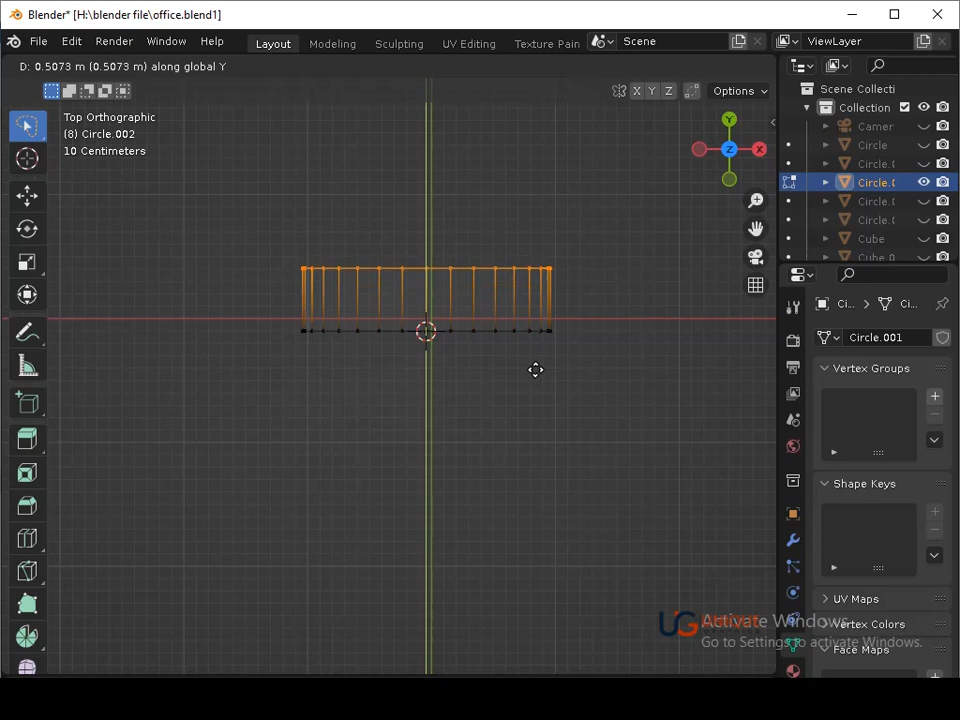 Blender* [H:\blender file\office.blend1]
File Edit Render Window Help Layout Modeling Sculpting UV Editing Texture Pain Scene ViewLayer
D: 0.5073 m (0.5073 m) along global Y
X Y Z Options
Top Orthographic
(8) Circle.002
10 Centimeters
Y
Z
X
Scene Collecti
Collection
Camer
Circle
Circle.(
Circle.(
Circle.(
Circle.(
Cube
Cube.0
Ci... Ci...
Circle.001
Vertex Groups
Shape Keys
UV Maps
Vertex Colors
Face Maps
UG
Activate Windows
Go to Settings to activate Windows.